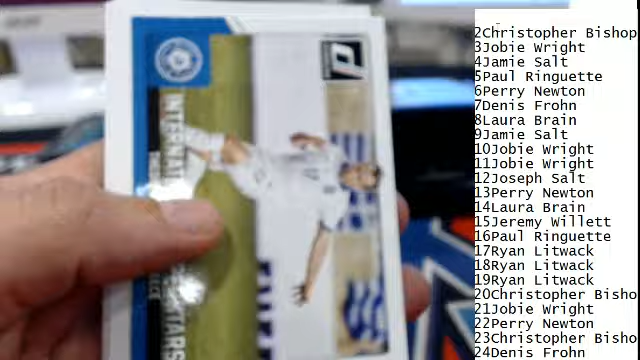 2Christopher Bishop
3Jobie Wright
4Jamie Salt
5Paul Ringuette
6Perry Newton
7Denis Frohn
8Laura Brain
9Jamie Salt
10Jobie Wright
11Jobie Wright
12Joseph Salt
13Perry Newton
14Laura Brain
15Jeremy Willett
16Paul Ringuette
17Ryan Litwack
18Ryan Litwack
19Ryan Litwack
20Christopher Bisho
21Jobie Wright
22Perry Newton
23Christopher Bisho
24Denis Frohn